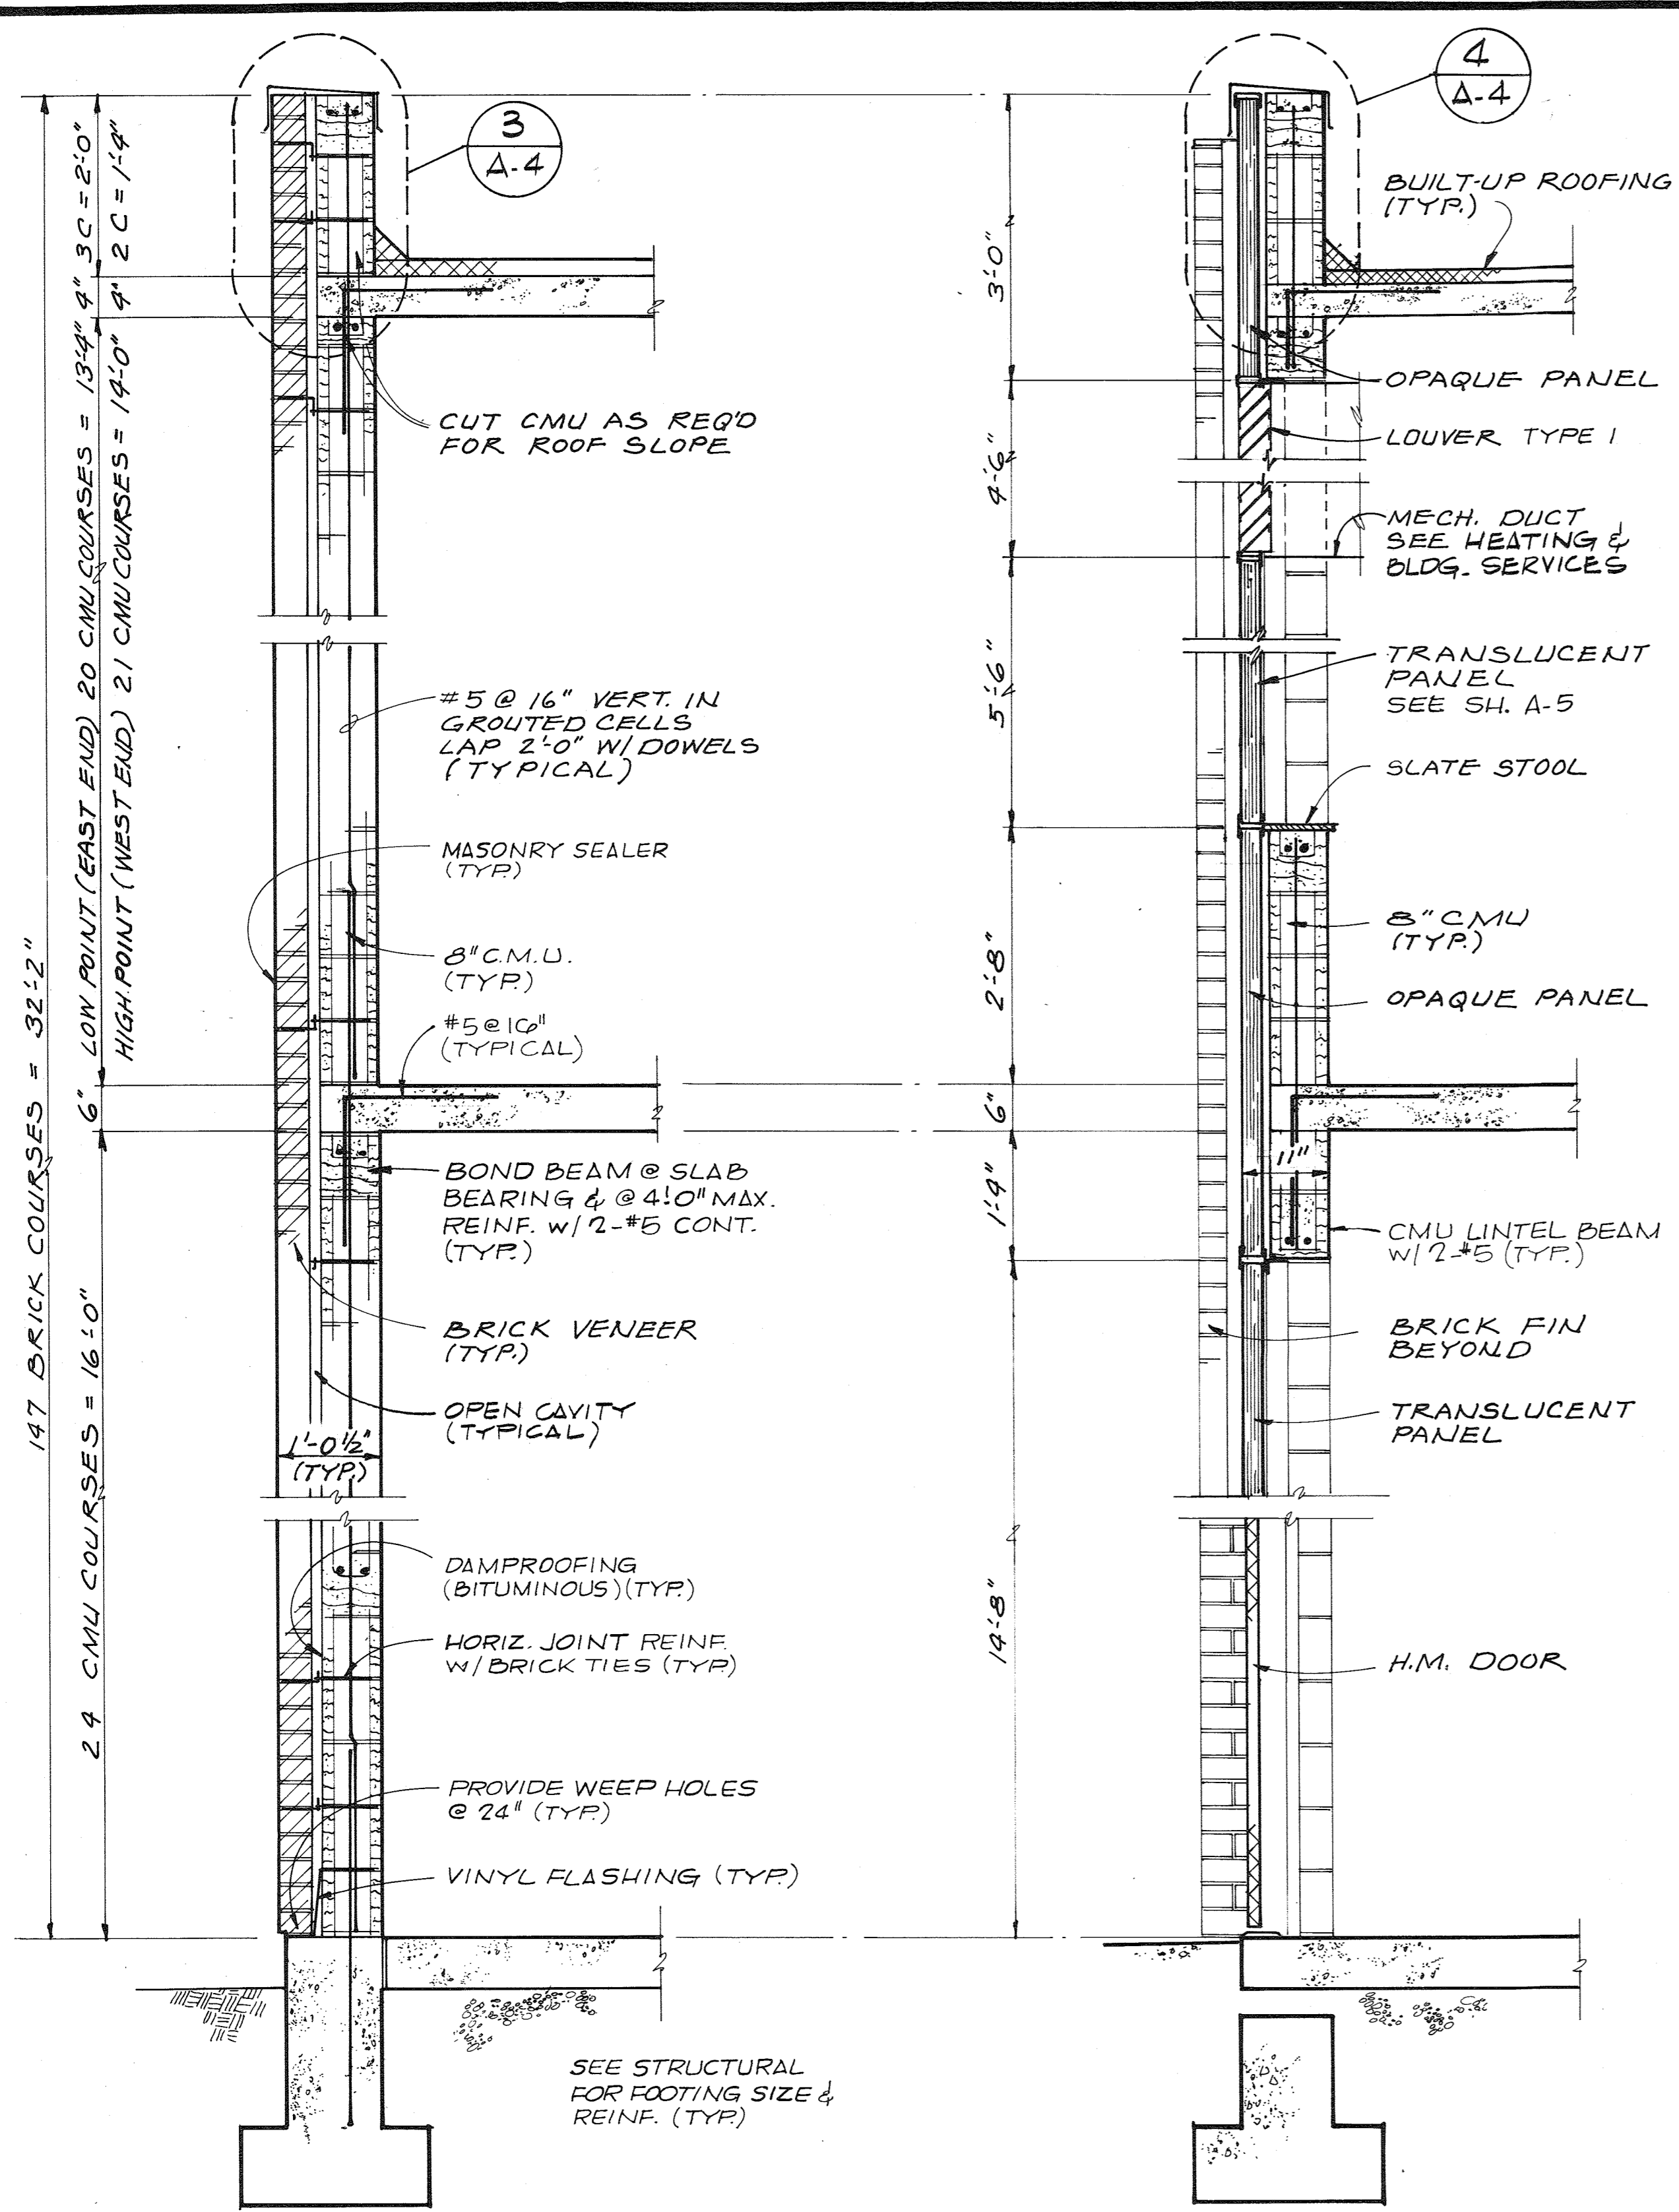 147 BRICK COURSES = 32'-2"
24 CMU COURSES = 16'-0"
6"
LOW POINT (EAST END) 20 CMU COURSES = 13'-4"
4"
3 C = 2'-0"
HIGH POINT (WEST END) 21 CMU COURSES = 14'-0"
4"
2 C = 1'-4"
3
A-4
CUT CMU AS REQ'D
FOR ROOF SLOPE
#5 @ 16" VERT. IN
GROUTED CELLS
LAP 2'-0" W/ DOWELS
(TYPICAL)
MASONRY SEALER
(TYP.)
8" C.M.U.
(TYP.)
#5 @ 16"
(TYPICAL)
BOND BEAM @ SLAB
BEARING & @ 4'-0" MAX.
REINF. W/ 2-#5 CONT.
(TYP.)
BRICK VENEER
(TYP.)
OPEN CAVITY
(TYPICAL)
1'-0 1/2"
(TYP.)
DAMPROOFING
(BITUMINOUS) (TYP.)
HORIZ. JOINT REINF.
W/ BRICK TIES (TYP.)
PROVIDE WEEP HOLES
@ 24" (TYP.)
VINYL FLASHING (TYP.)
SEE STRUCTURAL
FOR FOOTING SIZE &
REINF. (TYP.)
4
A-4
3'-0"
4'-6"
5'-6"
2'-8"
6"
1'-4"
14'-8"
BUILT-UP ROOFING
(TYP.)
OPAQUE PANEL
LOUVER TYPE 1
MECH. DUCT
SEE HEATING &
BLDG. SERVICES
TRANSLUCENT
PANEL
SEE SH. A-5
SLATE STOOL
8" CMU
(TYP.)
OPAQUE PANEL
11"
CMU LINTEL BEAM
W/ 2-#5 (TYP.)
BRICK FIN
BEYOND
TRANSLUCENT
PANEL
H.M. DOOR